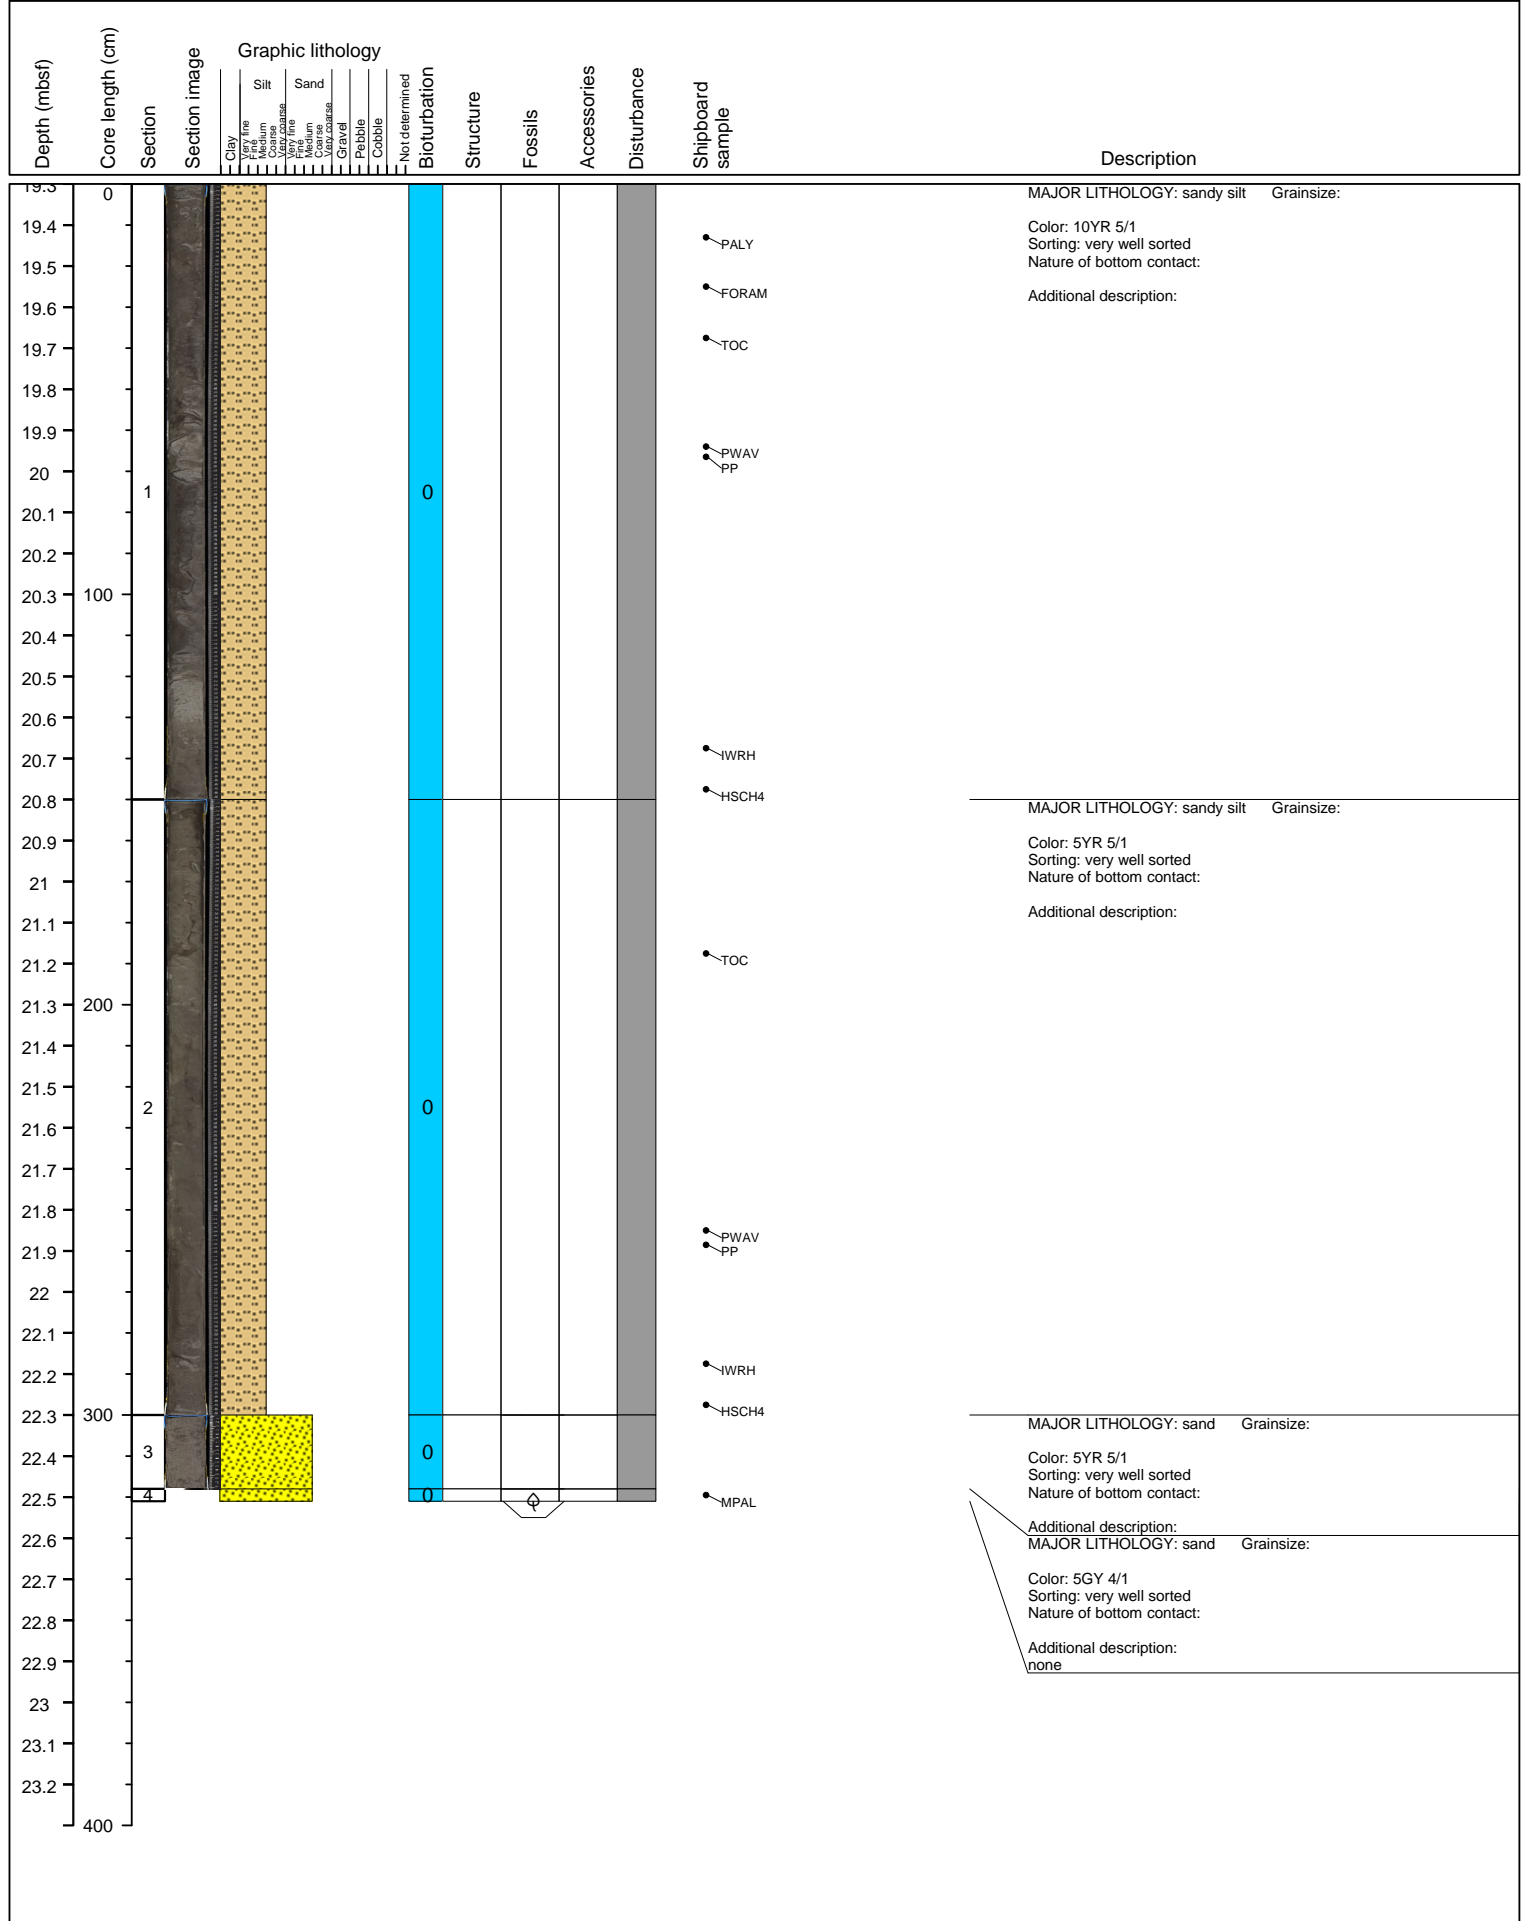 Depth (mbsf)
Core length (cm)
Section
Section image
Graphic lithology
Clay
Silt
Very fine
Fine
Medium
Coarse
Very coarse
Sand
Very fine
Fine
Medium
Coarse
Very coarse
Gravel
Pebble
Cobble
Not determined
Bioturbation
Structure
Fossils
Accessories
Disturbance
Shipboard
sample
Description
19.3
19.4
19.5
19.6
19.7
19.8
19.9
20
20.1
20.2
20.3
20.4
20.5
20.6
20.7
20.8
20.9
21
21.1
21.2
21.3
21.4
21.5
21.6
21.7
21.8
21.9
22
22.1
22.2
22.3
22.4
22.5
22.6
22.7
22.8
22.9
23
23.1
23.2
0
100
200
300
400
1
2
3
4
0
0
0
0
PALY
FORAM
TOC
PWAV
PP
IWRH
HSCH4
TOC
PWAV
PP
IWRH
HSCH4
MPAL
MAJOR LITHOLOGY: sandy silt Grainsize:
Color: 10YR 5/1
Sorting: very well sorted
Nature of bottom contact:
Additional description:
MAJOR LITHOLOGY: sandy silt Grainsize:
Color: 5YR 5/1
Sorting: very well sorted
Nature of bottom contact:
Additional description:
MAJOR LITHOLOGY: sand Grainsize:
Color: 5YR 5/1
Sorting: very well sorted
Nature of bottom contact:
Additional description:
MAJOR LITHOLOGY: sand Grainsize:
Color: 5GY 4/1
Sorting: very well sorted
Nature of bottom contact:
Additional description:
none